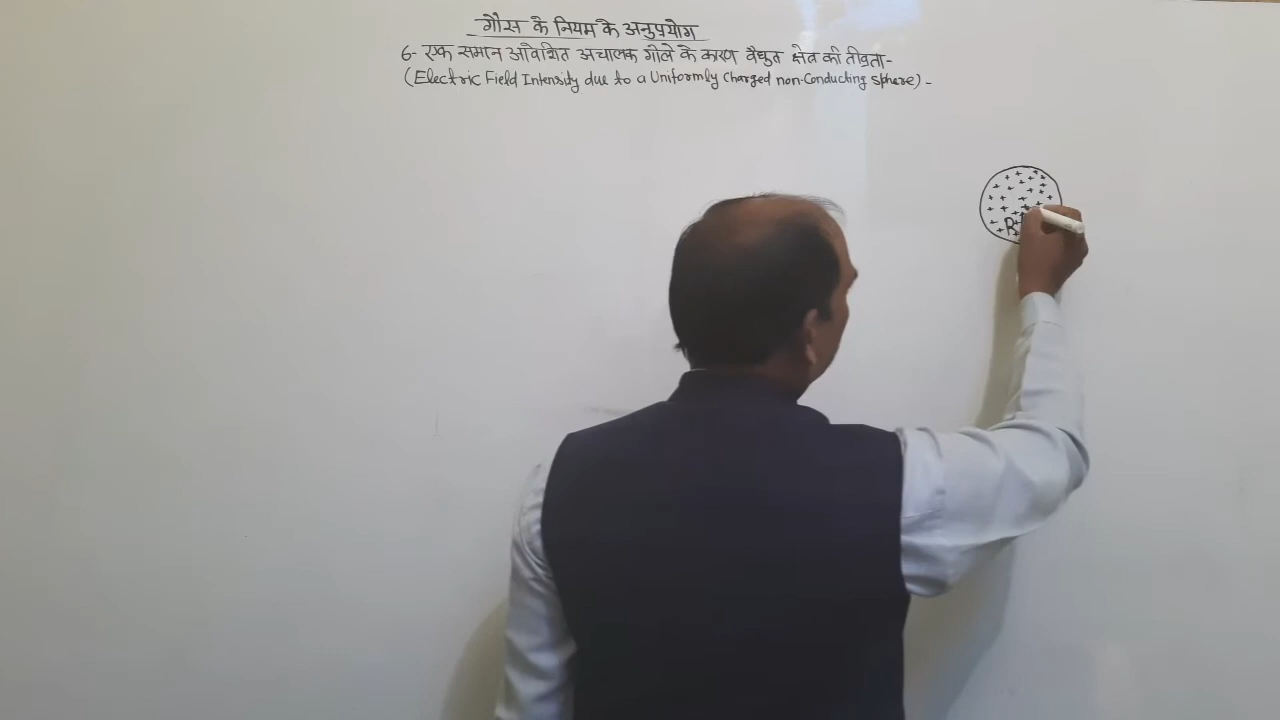 गौस के नियम के अनुप्रयोग
6- एक समान आवेशित अचालक गोले के कारण वैद्युत क्षेत्र की तीव्रता-
(Electric Field Intensity due to a Uniformly Charged non-Conducting sphere) -
R